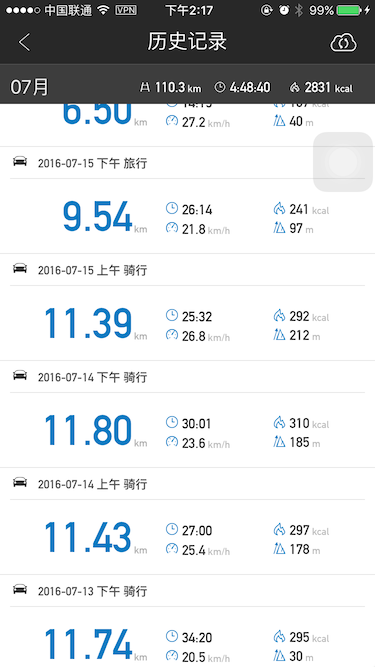 中国联通 VPN 下午2:17 99%
历史记录
07月 110.3 km 4:48:40 2831 kcal
6.50 km
27.2 km/h 40 m
2016-07-15 下午 旅行
9.54 km 26:14 241 kcal
21.8 km/h 97 m
2016-07-15 上午 骑行
11.39 km 25:32 292 kcal
26.8 km/h 212 m
2016-07-14 下午 骑行
11.80 km 30:01 310 kcal
23.6 km/h 185 m
2016-07-14 上午 骑行
11.43 km 27:00 297 kcal
25.4 km/h 178 m
2016-07-13 下午 骑行
11.74 km 34:20 295 kcal
20.5 km/h 30 m